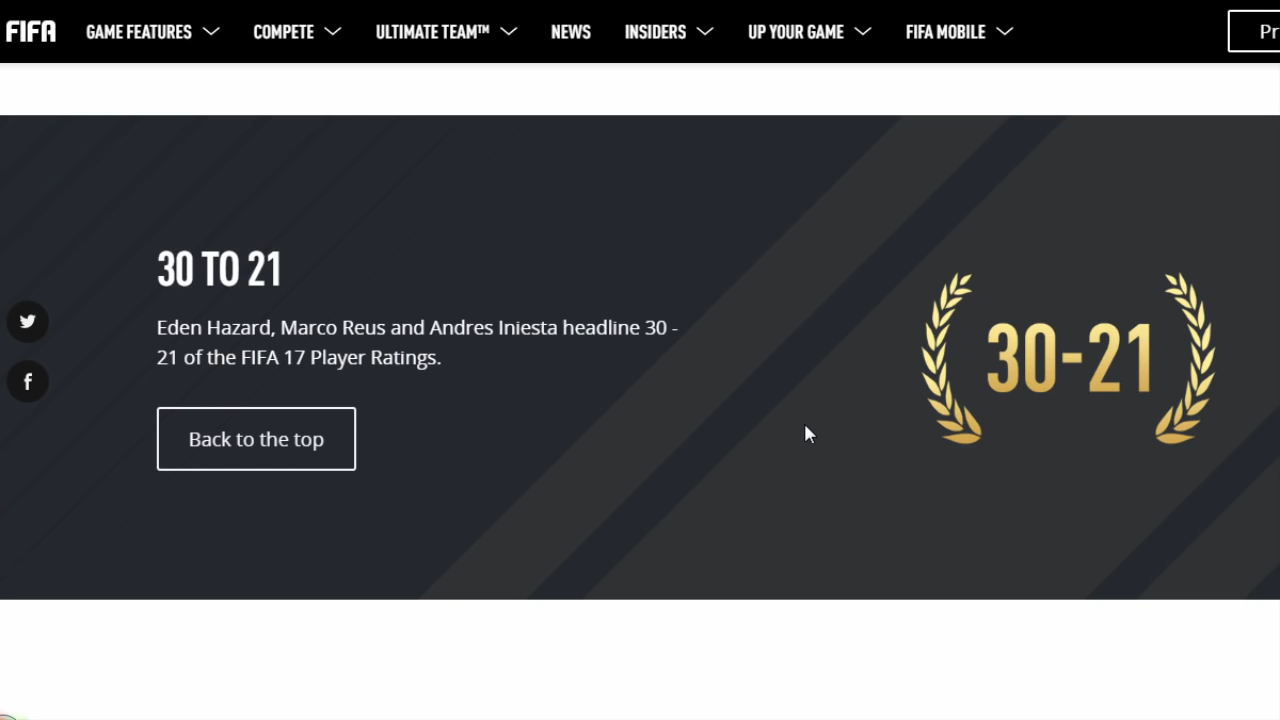 FIFA GAME FEATURES COMPETE ULTIMATE TEAM™ NEWS INSIDERS UP YOUR GAME FIFA MOBILE
30 TO 21
Eden Hazard, Marco Reus and Andres Iniesta headline 30 -
21 of the FIFA 17 Player Ratings.
Back to the top
30-21